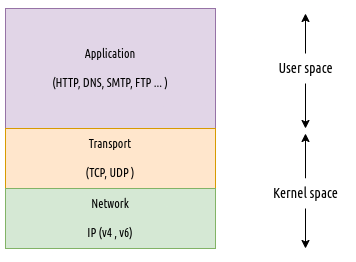 Application
(HTTP, DNS, SMTP, FTP ... )
User space
Transport
(TCP, UDP )
Kernel space
Network
IP (v4 , v6)